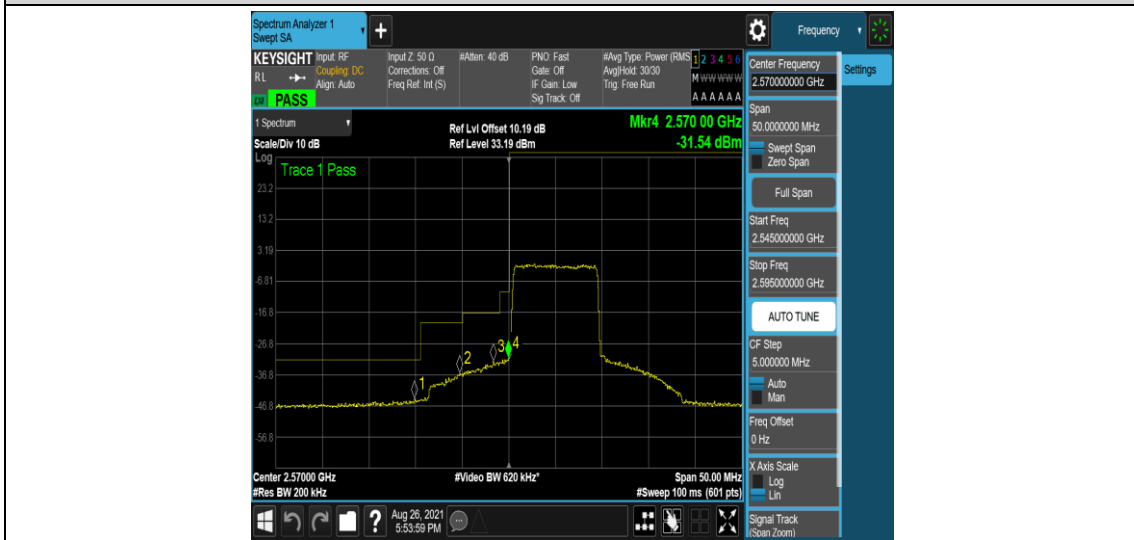 Spectrum Analyzer 1
Swept SA
Frequency
KEYSIGHT
RL
PASS
Input: RF
Coupling: DC
Align: Auto
Input Z: 50 Ω
Corrections: Off
Freq Ref: Int (S)
#Atten: 40 dB
PNO: Fast
Gate: Off
IF Gain: Low
Sig Track: Off
#Avg Type: Power (RMS
Avg|Hold: 30/30
Trig: Free Run
1 2 3 4 5 6
M W W W W W
A A A A A A
Center Frequency
2.570000000 GHz
Settings
Span
50.0000000 MHz
Swept Span
Zero Span
Full Span
Start Freq
2.545000000 GHz
Stop Freq
2.595000000 GHz
AUTO TUNE
CF Step
5.000000 MHz
Auto
Man
Freq Offset
0 Hz
X Axis Scale
Log
Lin
Signal Track
(Span Zoom)
1 Spectrum
Scale/Div 10 dB
Ref Lvl Offset 10.19 dB
Ref Level 33.19 dBm
Mkr4 2.570 00 GHz
-31.54 dBm
Log
Trace 1 Pass
23.2
13.2
3.19
-6.81
-16.8
-26.8
-36.8
-46.8
-56.8
1
2
3
4
Center 2.57000 GHz
#Res BW 200 kHz
#Video BW 620 kHz*
Span 50.00 MHz
#Sweep 100 ms (601 pts)
?
Aug 26, 2021
5:53:59 PM